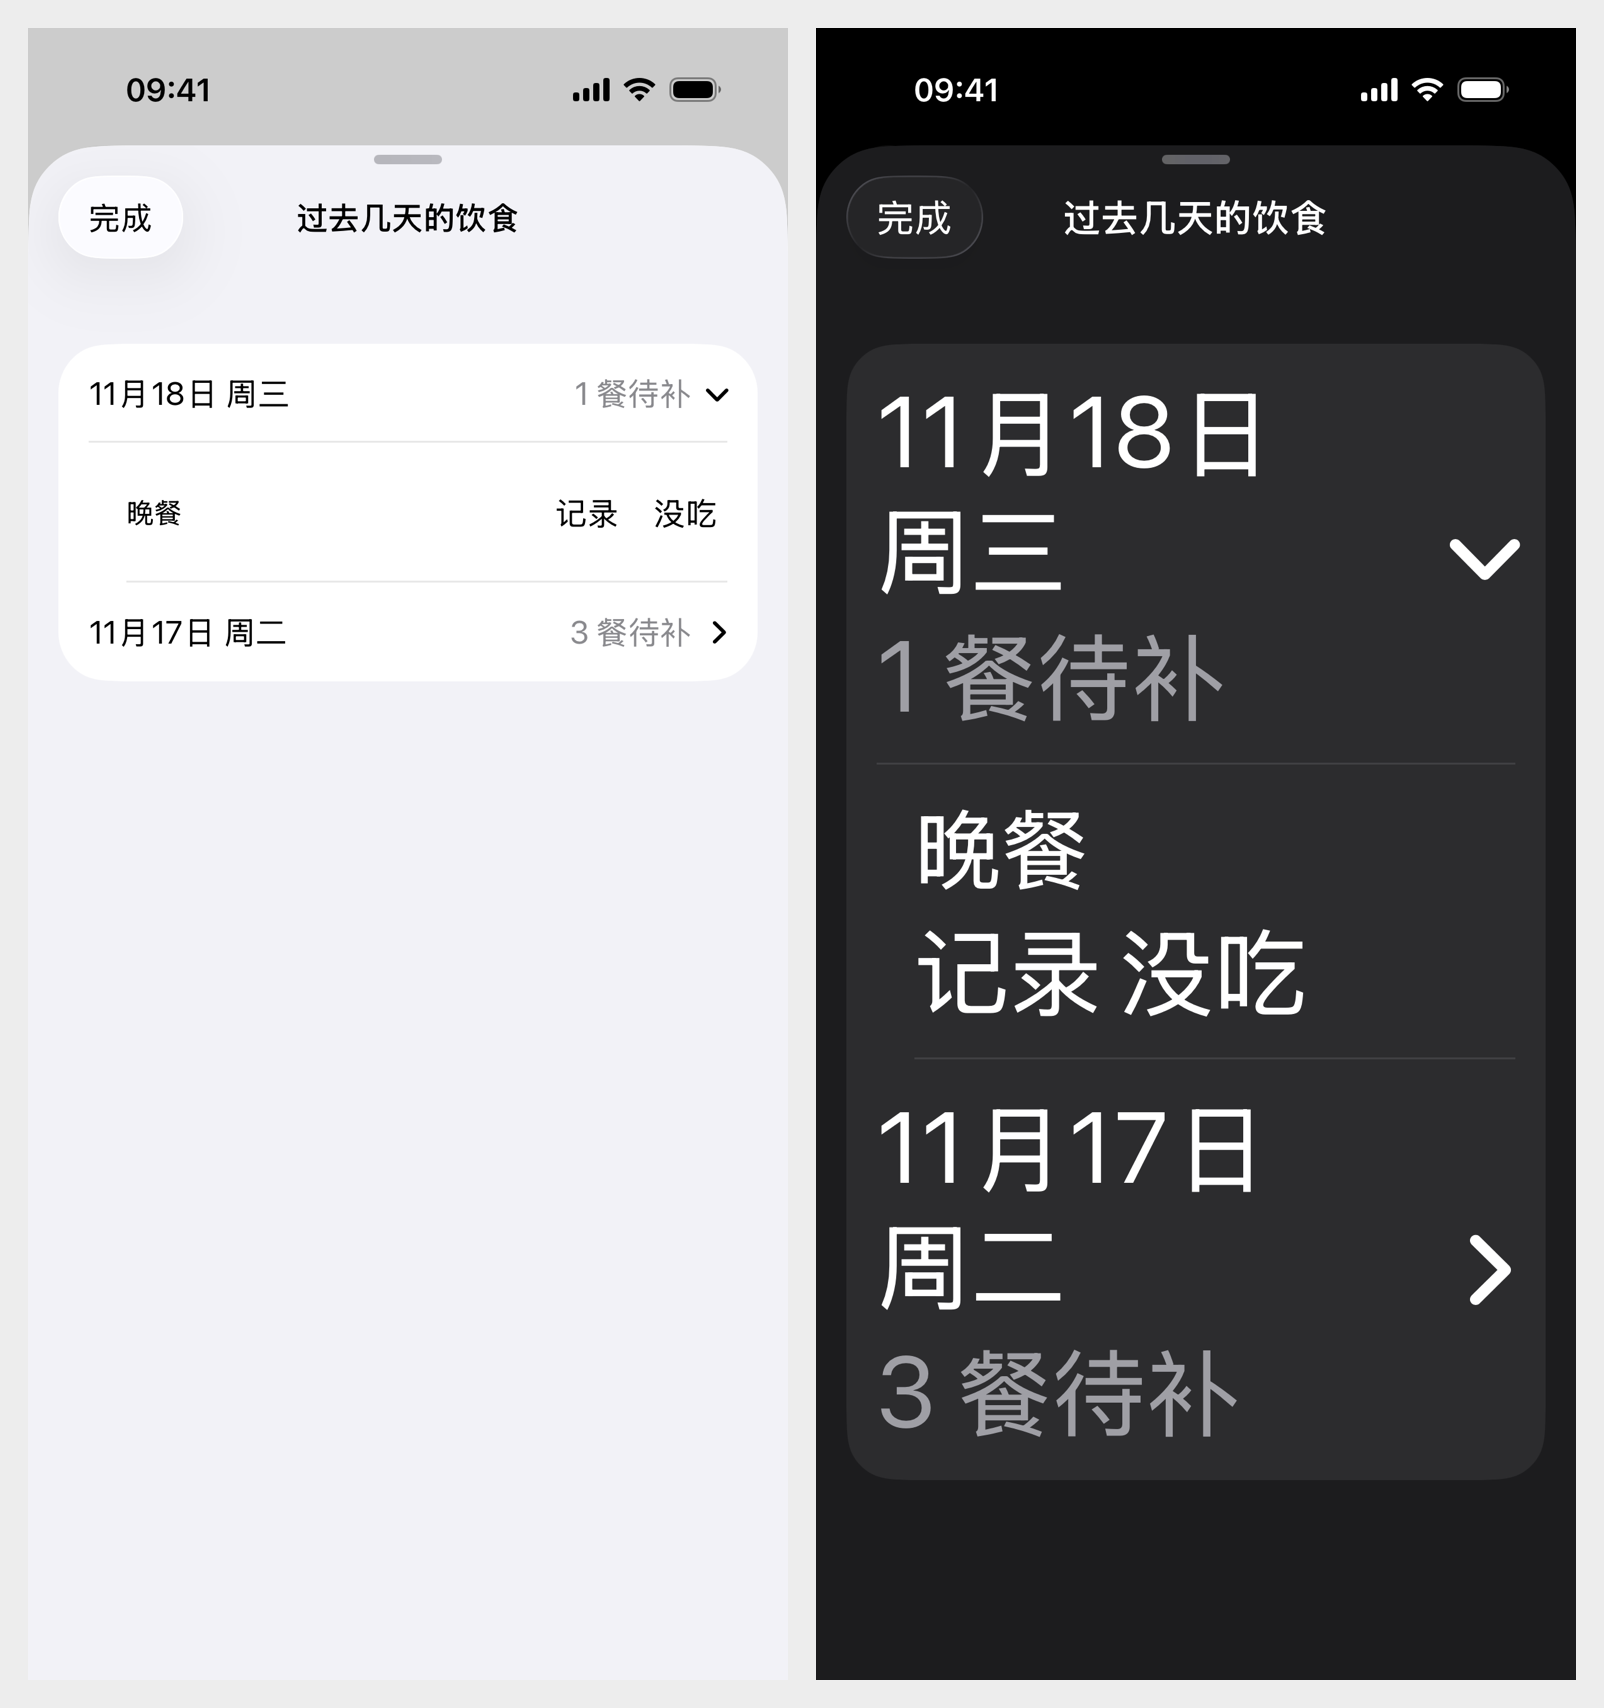 09:41
完成
过去几天的饮食
11月18日 周三
1 餐待补
晚餐
记录 没吃
11月17日 周二
3 餐待补
09:41
完成
过去几天的饮食
11月18日
周三
1 餐待补
晚餐
记录 没吃
11月17日
周二
3 餐待补